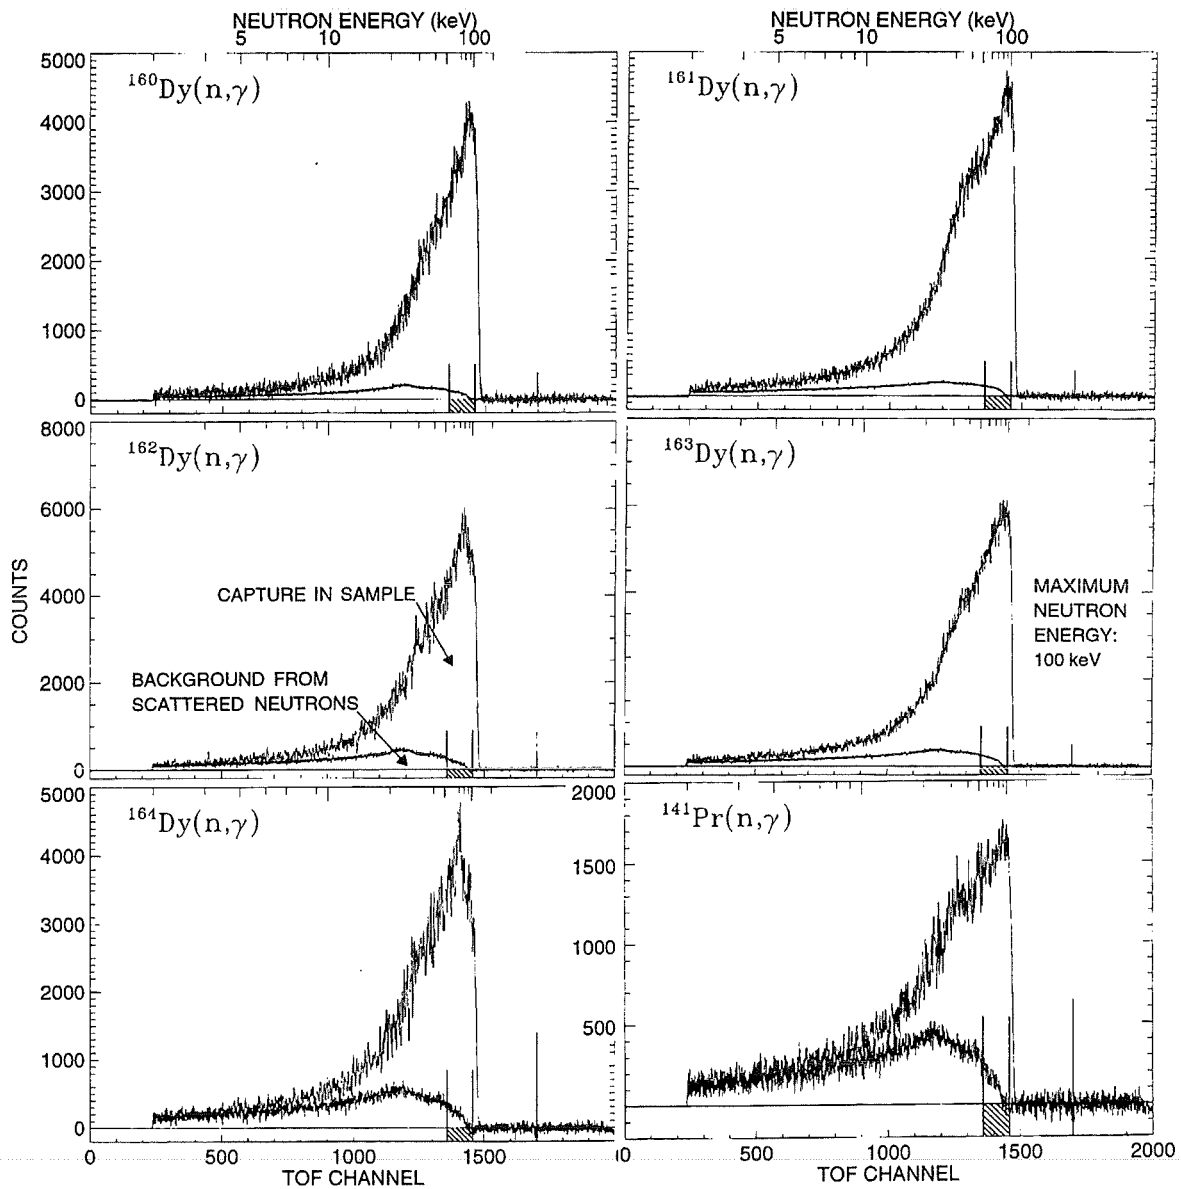 NEUTRON ENERGY (keV) NEUTRON ENERGY (keV)
5 10 100 5 10 100
5000
¹⁶⁰Dy(n,γ) ¹⁶¹Dy(n,γ)
4000
3000
2000
1000
0
8000
¹⁶²Dy(n,γ) ¹⁶³Dy(n,γ)
6000
CAPTURE IN SAMPLE
4000
MAXIMUM
NEUTRON
ENERGY:
100 keV
BACKGROUND FROM
SCATTERED NEUTRONS
2000
0
COUNTS
5000 2000
¹⁶⁴Dy(n,γ) ¹⁴¹Pr(n,γ)
4000 1500
3000
1000
2000
500
1000
0
0 500 1000 1500 0 500 1000 1500 2000
TOF CHANNEL TOF CHANNEL